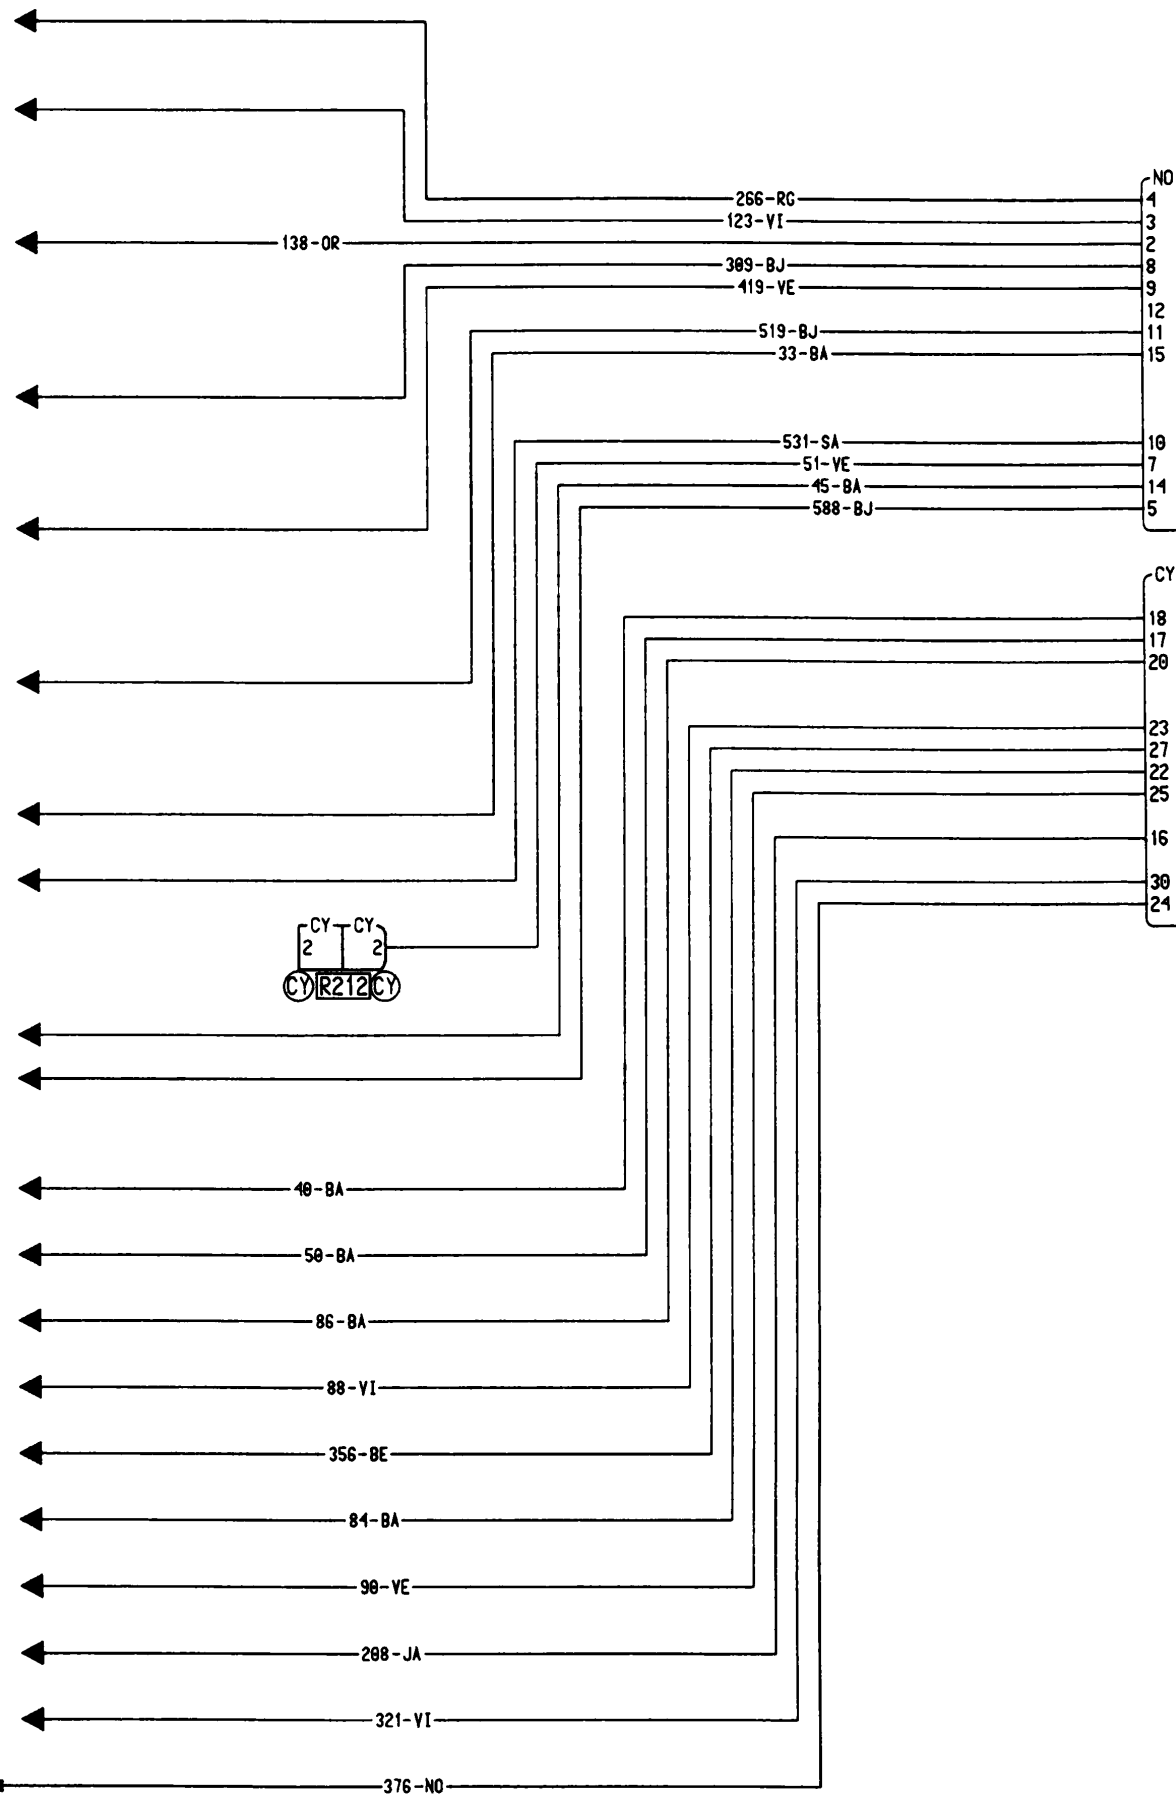 NO
266-RG 4
123-VI 3
138-OR 2
309-BJ 8
419-VE 9
12
519-BJ 11
33-BA 15
531-SA 10
51-VE 7
45-BA 14
588-BJ 5
CY
18
17
20
23
27
22
25
16
30
24
CY CY
2 2
CY R212 CY
40-BA
50-BA
86-BA
88-VI
356-BE
84-BA
90-VE
208-JA
321-VI
376-NO